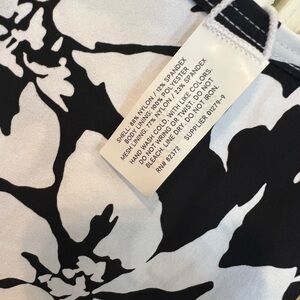 SHELL: 88% NYLON / 12% SPANDEX
BODY LINING: 100% POLYESTER
MESH LINING: 77% NYLON / 23% SPANDEX
HAND WASH COLD, WITH LIKE COLORS.
DO NOT WRING OR TWIST. DO NOT
BLEACH, LINE DRY. DO NOT IRON.
RN# 82372 SUPPLIER 01279-9